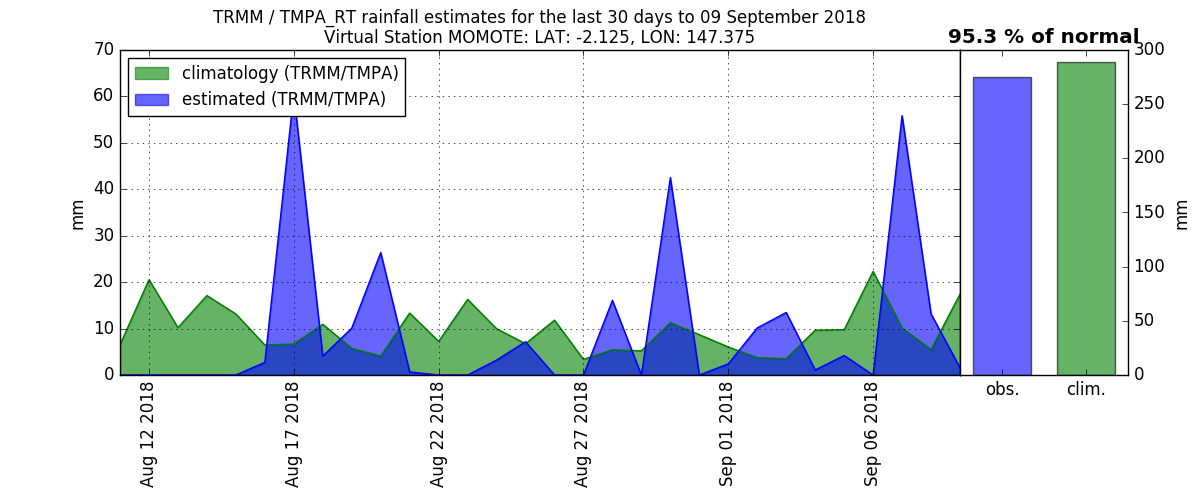 TRMM / TMPA_RT rainfall estimates for the last 30 days to 09 September 2018
Virtual Station MOMOTE: LAT: -2.125, LON: 147.375
95.3 % of normal
climatology (TRMM/TMPA)
estimated (TRMM/TMPA)
70
60
50
40
30
20
10
0
mm
Aug 12 2018
Aug 17 2018
Aug 22 2018
Aug 27 2018
Sep 01 2018
Sep 06 2018
obs.
clim.
300
250
200
150
100
50
0
mm